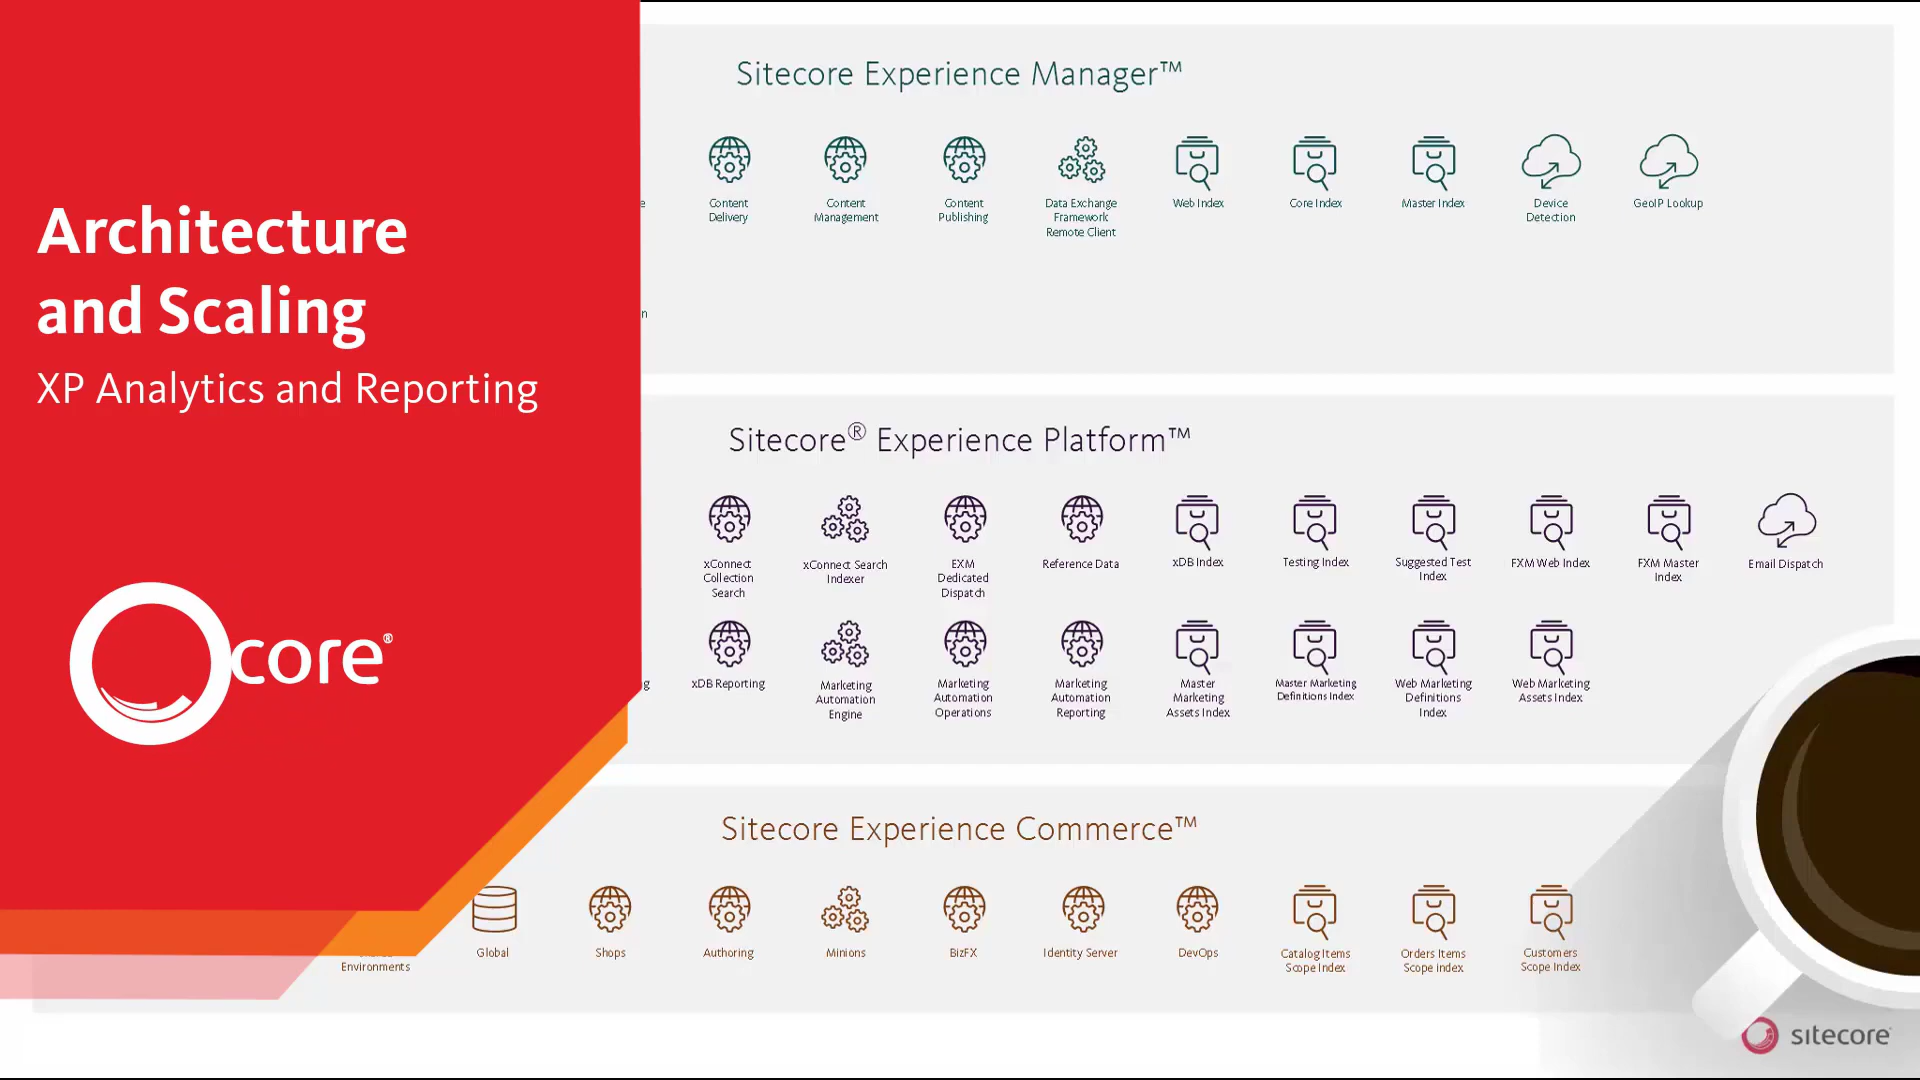 Architecture
and Scaling
XP Analytics and Reporting
core®
Sitecore Experience Manager™
e
Content
Delivery
Content
Management
Content
Publishing
Data Exchange
Framework
Remote Client
Web Index
Core Index
Master Index
Device
Detection
GeoIP Lookup
n
Sitecore® Experience Platform™
xConnect
Collection
Search
xConnect Search
Indexer
EXM
Dedicated
Dispatch
Reference Data
xDB Index
Testing Index
Suggested Test
Index
FXM Web Index
FXM Master
Index
Email Dispatch
g
xDB Reporting
Marketing
Automation
Engine
Marketing
Automation
Operations
Marketing
Automation
Reporting
Master
Marketing
Assets Index
Master Marketing
Definitions Index
Web Marketing
Definitions
Index
Web Marketing
Assets Index
Sitecore Experience Commerce™
Environments
Global
Shops
Authoring
Minions
BizFX
Identity Server
DevOps
Catalog Items
Scope Index
Orders Items
Scope index
Customers
Scope Index
sitecore